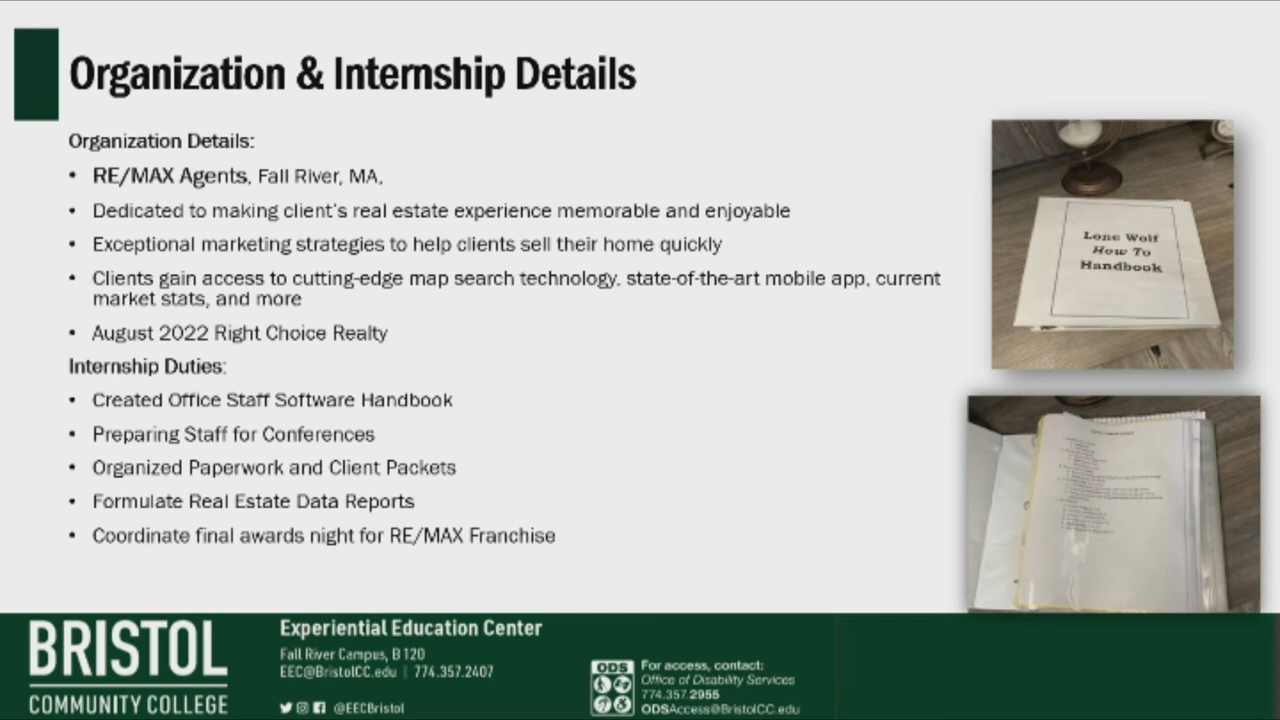 Organization & Internship Details
Organization Details:
• RE/MAX Agents, Fall River, MA,
• Dedicated to making client's real estate experience memorable and enjoyable
• Exceptional marketing strategies to help clients sell their home quickly
• Clients gain access to cutting-edge map search technology, state-of-the-art mobile app, current
market stats, and more
• August 2022 Right Choice Realty
Internship Duties:
• Created Office Staff Software Handbook
• Preparing Staff for Conferences
• Organized Paperwork and Client Packets
• Formulate Real Estate Data Reports
• Coordinate final awards night for RE/MAX Franchise
Lone Wolf
How To
Handbook
BRISTOL
COMMUNITY COLLEGE
Experiential Education Center
Fall River Campus, B 120
EEC@BristolCC.edu | 774.357.2407
@EECBristol
ODS
For access, contact:
Office of Disability Services
774.357.2955
ODSAccess@BristolCC.edu